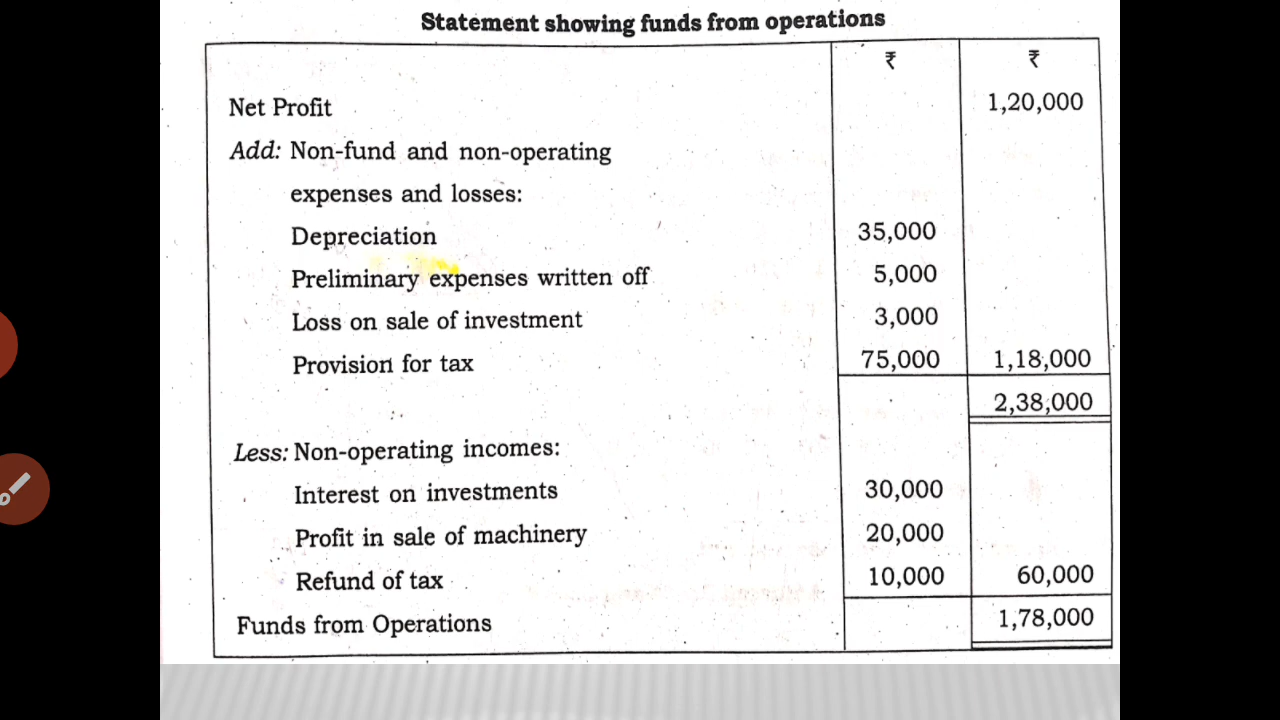 Statement showing funds from operations
₹ ₹
Net Profit 1,20,000
Add: Non-fund and non-operating
expenses and losses:
Depreciation 35,000
Preliminary expenses written off 5,000
Loss on sale of investment 3,000
Provision for tax 75,000 1,18,000
2,38,000
Less: Non-operating incomes:
Interest on investments 30,000
Profit in sale of machinery 20,000
Refund of tax 10,000 60,000
Funds from Operations 1,78,000